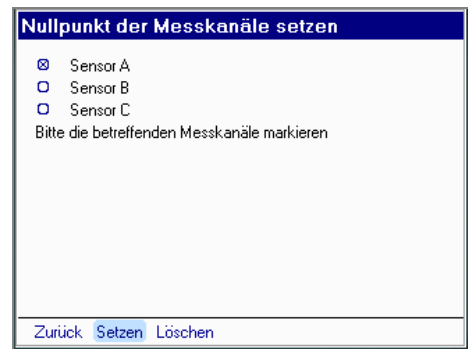 Nullpunkt der Messkanäle setzen
Sensor A
Sensor B
Sensor C
Bitte die betreffenden Messkanäle markieren
Zurück Setzen Löschen